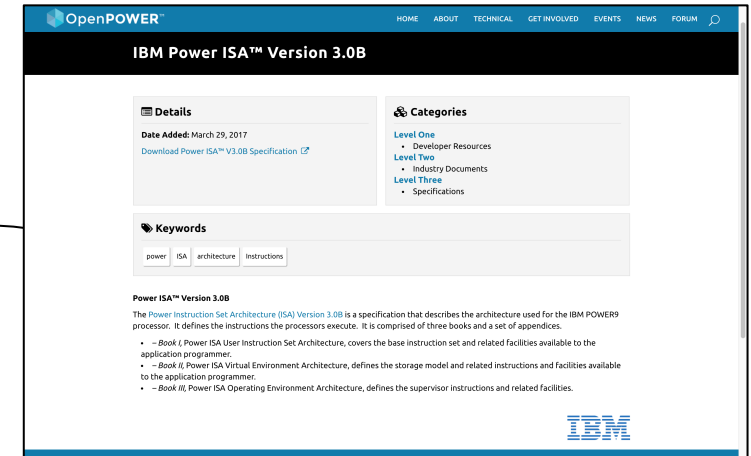 OpenPOWER™
HOME ABOUT TECHNICAL GET INVOLVED EVENTS NEWS FORUM
IBM Power ISA™ Version 3.0B
Details
Date Added: March 29, 2017
Download Power ISA™ V3.0B Specification
Categories
Level One
• Developer Resources
Level Two
• Industry Documents
Level Three
• Specifications
Keywords
power ISA architecture Instructions
Power ISA™ Version 3.0B
The Power Instruction Set Architecture (ISA) Version 3.0B is a specification that describes the architecture used for the IBM POWER9
processor. It defines the instructions the processors execute. It is comprised of three books and a set of appendices.
• – Book I, Power ISA User Instruction Set Architecture, covers the base instruction set and related facilities available to the
application programmer.
• – Book II, Power ISA Virtual Environment Architecture, defines the storage model and related instructions and facilities available
to the application programmer.
• – Book III, Power ISA Operating Environment Architecture, defines the supervisor instructions and related facilities.
IBM